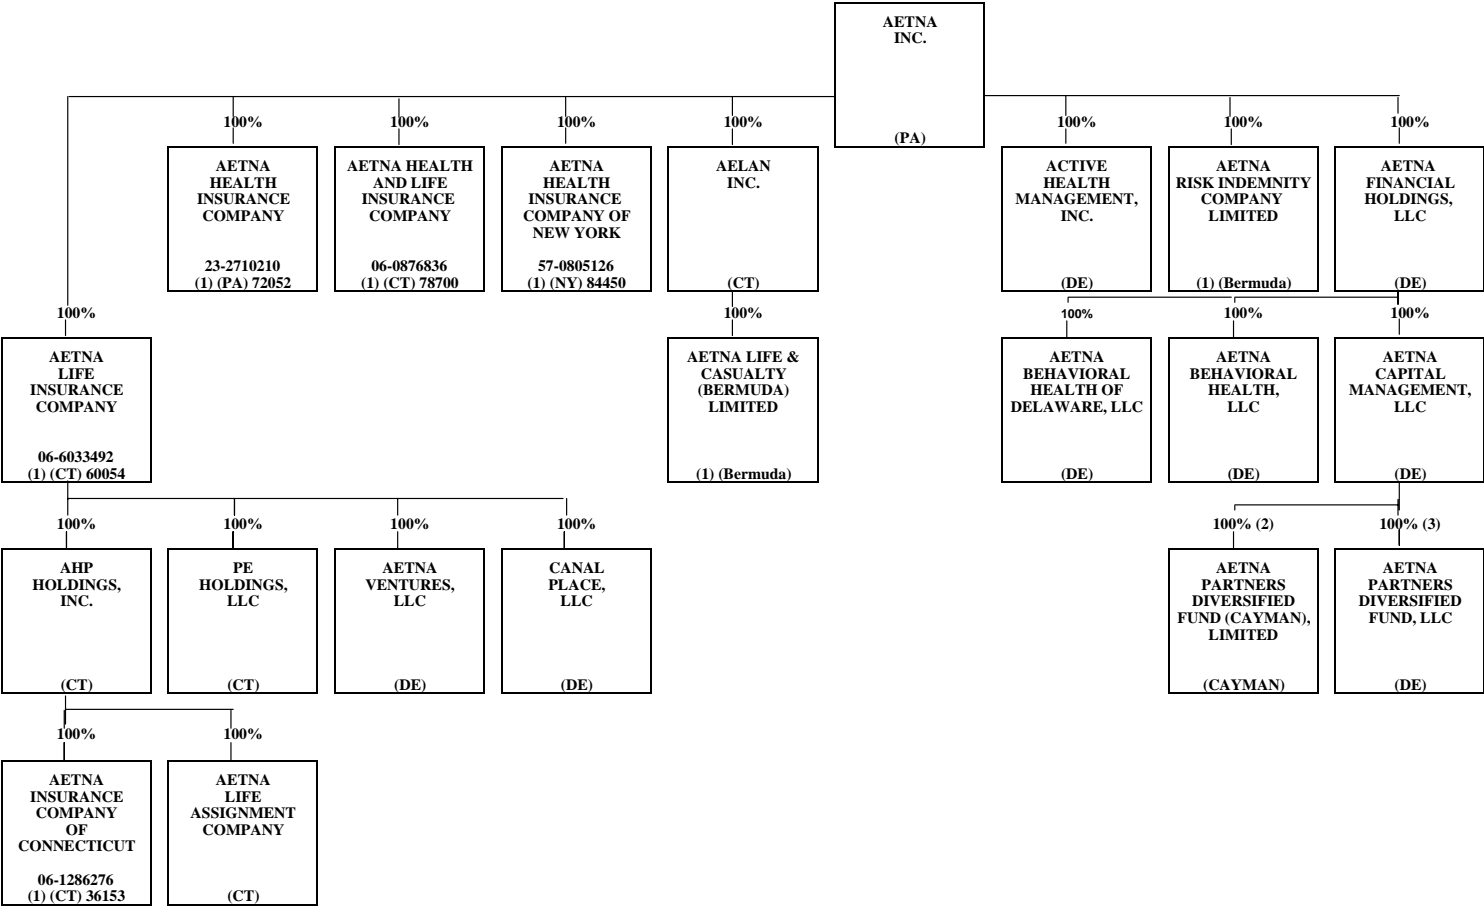 AETNA
INC.
(PA)
100%
100%
100%
100%
100%
100%
100%
AETNA
HEALTH
INSURANCE
COMPANY
23-2710210
(1) (PA) 72052
AETNA HEALTH
AND LIFE
INSURANCE
COMPANY
06-0876836
(1) (CT) 78700
AETNA
HEALTH
INSURANCE
COMPANY OF
NEW YORK
57-0805126
(1) (NY) 84450
AELAN
INC.
(CT)
ACTIVE
HEALTH
MANAGEMENT,
INC.
(DE)
AETNA
RISK INDEMNITY
COMPANY
LIMITED
(1) (Bermuda)
AETNA
FINANCIAL
HOLDINGS,
LLC
(DE)
100%
100%
100%
100%
100%
AETNA
LIFE
INSURANCE
COMPANY
06-6033492
(1) (CT) 60054
AETNA LIFE &
CASUALTY
(BERMUDA)
LIMITED
(1) (Bermuda)
AETNA
BEHAVIORAL
HEALTH OF
DELAWARE, LLC
(DE)
AETNA
BEHAVIORAL
HEALTH,
LLC
(DE)
AETNA
CAPITAL
MANAGEMENT,
LLC
(DE)
100%
100%
100%
100%
100% (2)
100% (3)
AHP
HOLDINGS,
INC.
(CT)
PE
HOLDINGS,
LLC
(CT)
AETNA
VENTURES,
LLC
(DE)
CANAL
PLACE,
LLC
(DE)
AETNA
PARTNERS
DIVERSIFIED
FUND (CAYMAN),
LIMITED
(CAYMAN)
AETNA
PARTNERS
DIVERSIFIED
FUND, LLC
(DE)
100%
100%
AETNA
INSURANCE
COMPANY
OF
CONNECTICUT
06-1286276
(1) (CT) 36153
AETNA
LIFE
ASSIGNMENT
COMPANY
(CT)